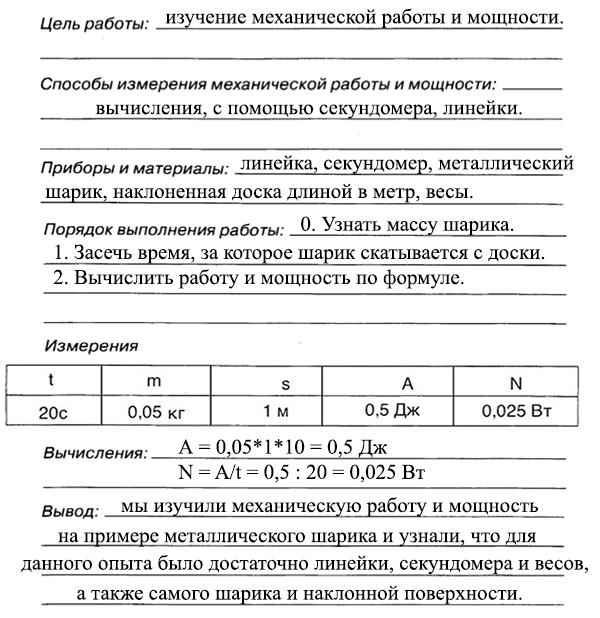 Цель работы: изучение механической работы и мощности.
Способы измерения механической работы и мощности:
вычисления, с помощью секундомера, линейки.
Приборы и материалы: линейка, секундомер, металлический
шарик, наклоненная доска длиной в метр, весы.
Порядок выполнения работы: 0. Узнать массу шарика.
1. Засечь время, за которое шарик скатывается с доски.
2. Вычислить работу и мощность по формуле.
Измерения
t m s A N
20с 0,05 кг 1 м 0,5 Дж 0,025 Вт
Вычисления: A = 0,05*1*10 = 0,5 Дж
N = A/t = 0,5 : 20 = 0,025 Вт
Вывод: мы изучили механическую работу и мощность
на примере металлического шарика и узнали, что для
данного опыта было достаточно линейки, секундомера и весов,
а также самого шарика и наклонной поверхности.